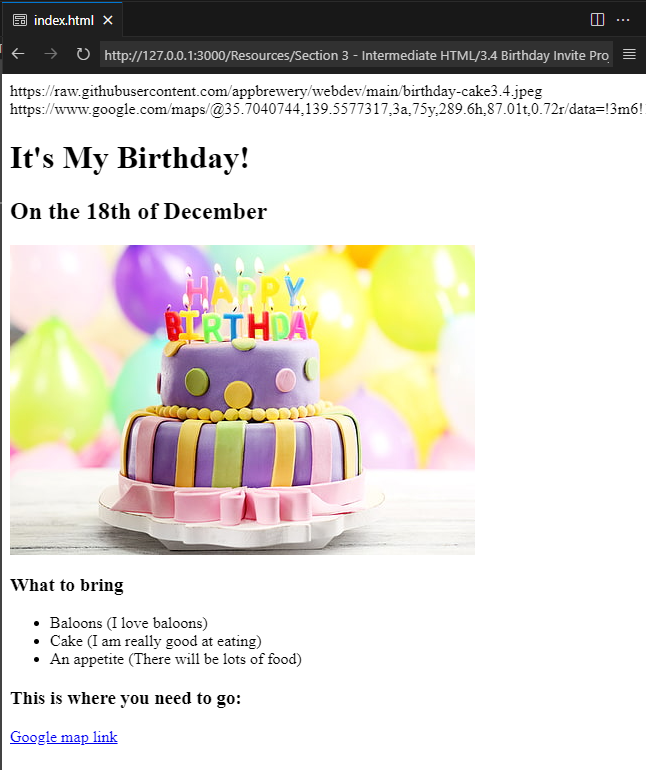 index.html
http://127.0.0.1:3000/Resources/Section 3 - Intermediate HTML/3.4 Birthday Invite Pro
https://raw.githubusercontent.com/appbrewery/webdev/main/birthday-cake3.4.jpeg
https://www.google.com/maps/@35.7040744,139.5577317,3a,75y,289.6h,87.01t,0.72r/data=!3m6!
It's My Birthday!
On the 18th of December
HAPPY
BIRTHDAY
What to bring
Baloons (I love baloons)
Cake (I am really good at eating)
An appetite (There will be lots of food)
This is where you need to go:
Google map link